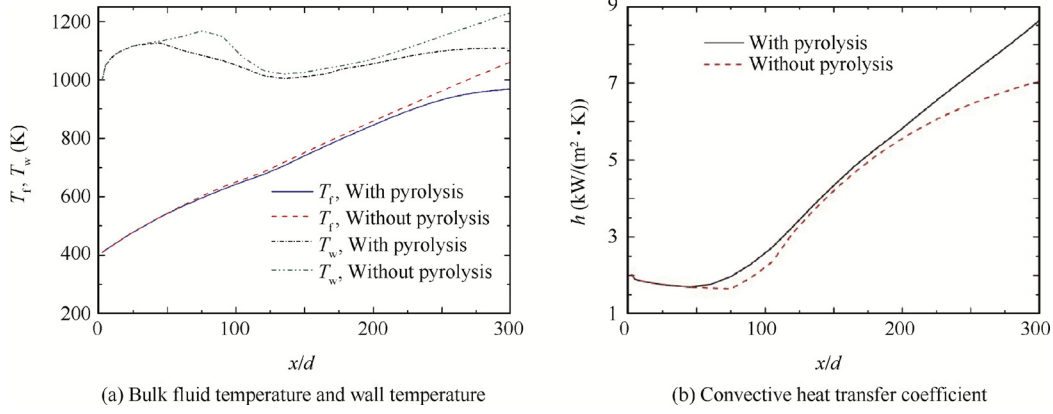 1200
1000
800
600
400
200
T_f, T_w (K)
T_f, With pyrolysis
T_f, Without pyrolysis
T_w, With pyrolysis
T_w, Without pyrolysis
0 100 200 300
x/d
(a) Bulk fluid temperature and wall temperature
9
7
5
3
1
h (kW/(m² • K))
With pyrolysis
Without pyrolysis
0 100 200 300
x/d
(b) Convective heat transfer coefficient